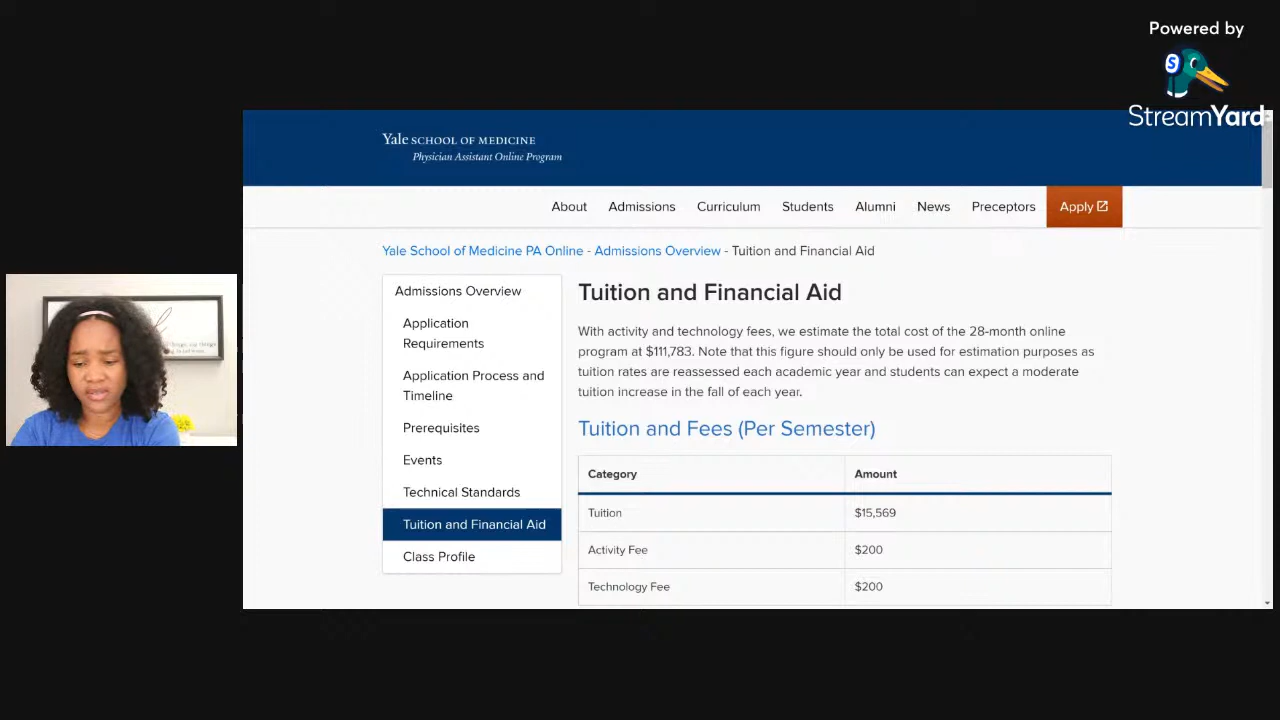 Powered by
StreamYard
Yale SCHOOL OF MEDICINE
Physician Assistant Online Program
About Admissions Curriculum Students Alumni News Preceptors Apply
Yale School of Medicine PA Online - Admissions Overview - Tuition and Financial Aid
Admissions Overview
Application
Requirements
Application Process and
Timeline
Prerequisites
Events
Technical Standards
Tuition and Financial Aid
Class Profile
Tuition and Financial Aid
With activity and technology fees, we estimate the total cost of the 28-month online
program at $111,783. Note that this figure should only be used for estimation purposes as
tuition rates are reassessed each academic year and students can expect a moderate
tuition increase in the fall of each year.
Tuition and Fees (Per Semester)
Category Amount
Tuition $15,569
Activity Fee $200
Technology Fee $200